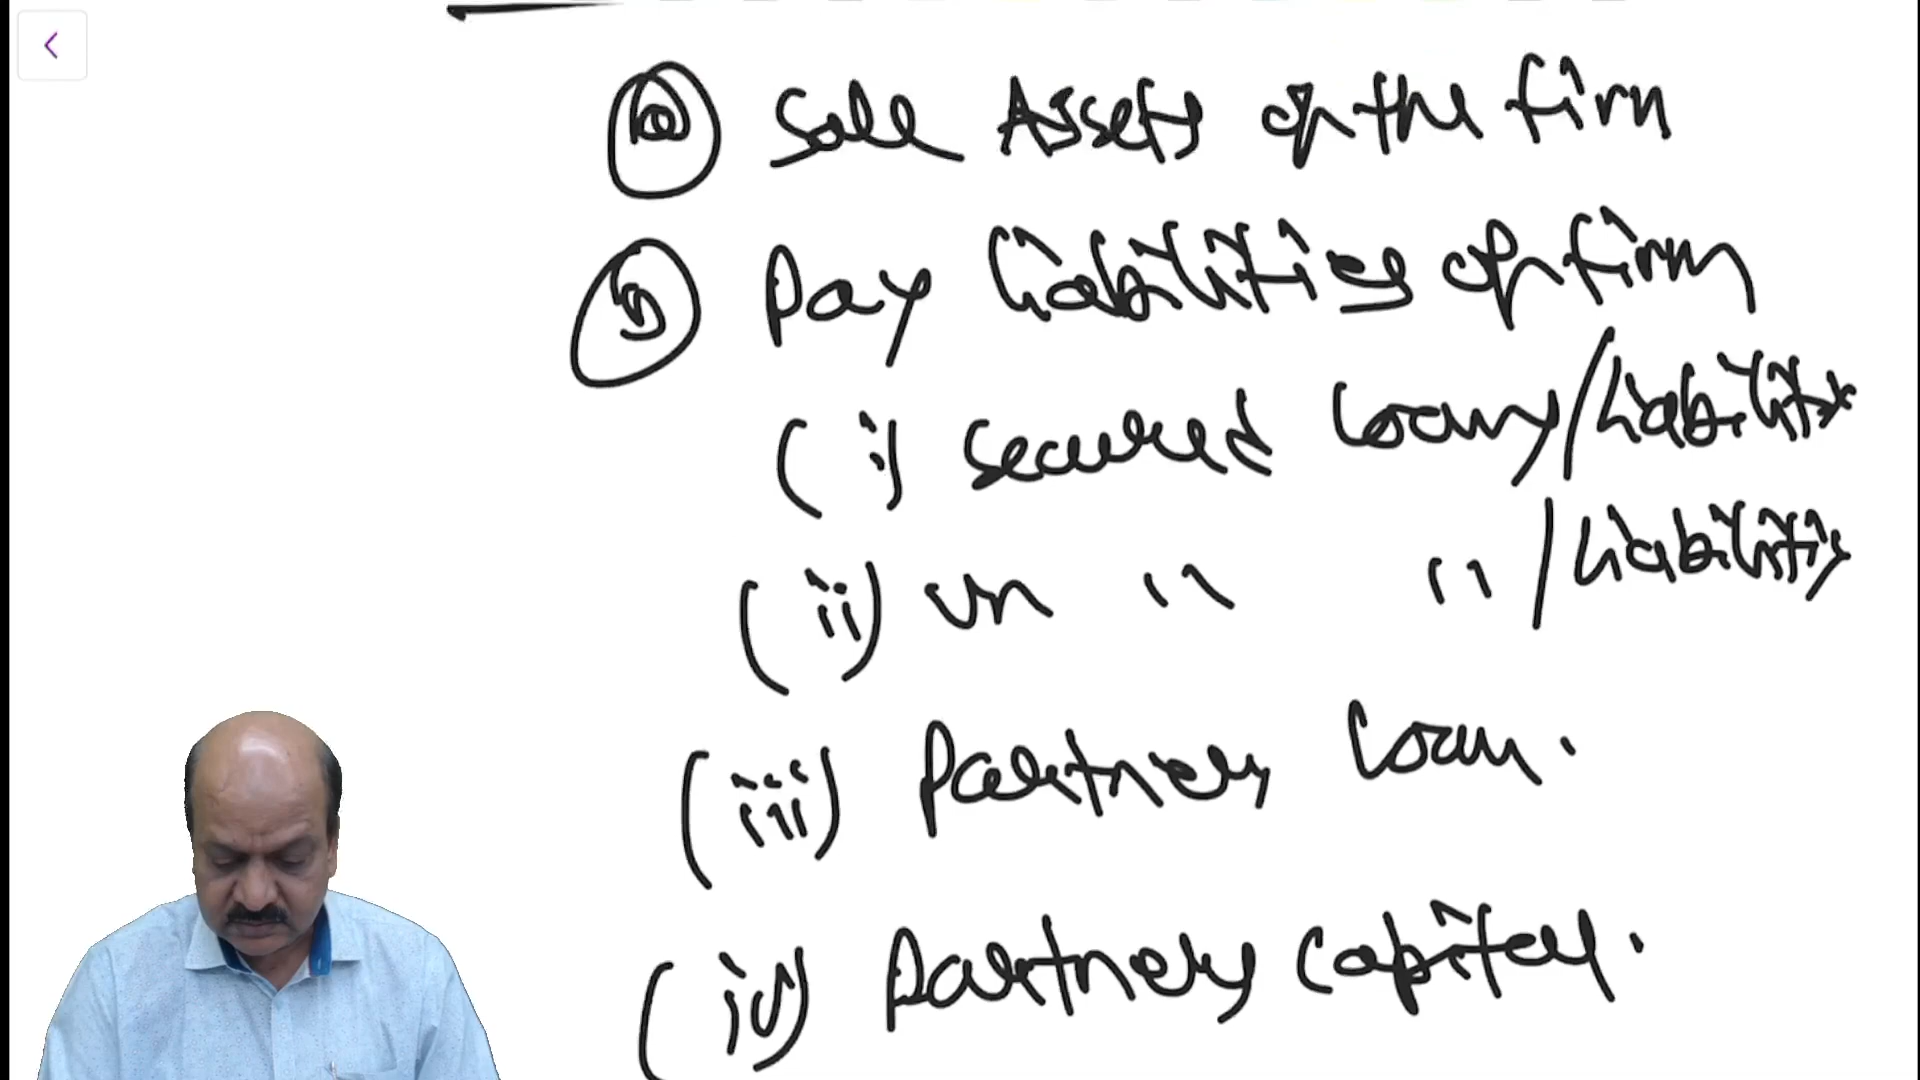 (a) Sale Assets of the firm
(b) Pay liabilities of firm
(i) secured loans/liabilities
(ii) un " " /liabilities
(iii) Partners loan.
(iv) Partners capital.